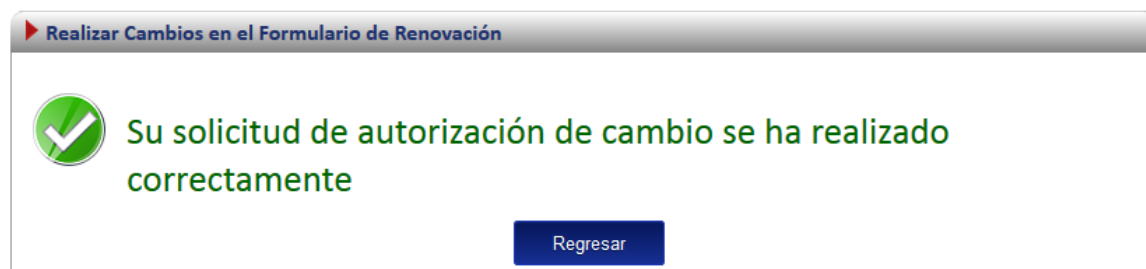 Realizar Cambios en el Formulario de Renovación
Su solicitud de autorización de cambio se ha realizado
correctamente
Regresar